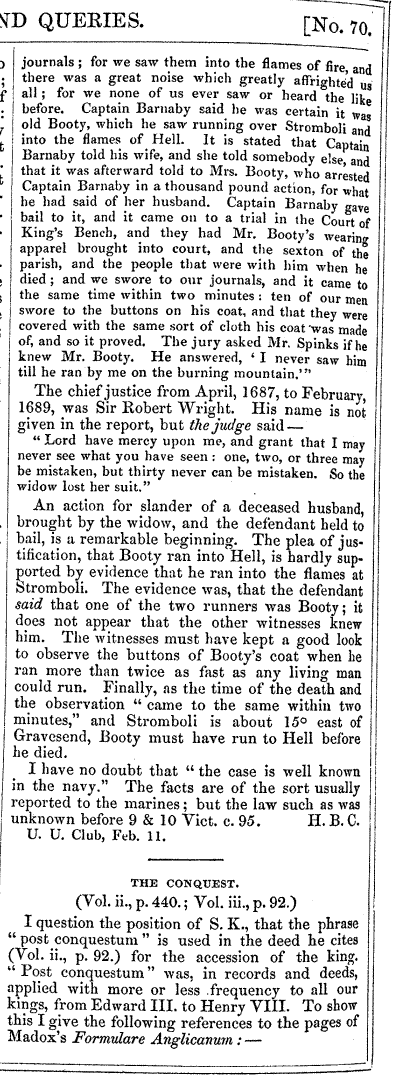 ND QUERIES. [No. 70.
journals; for we saw them into the flames of fire, and
there was a great noise which greatly affrighted us
all; for we none of us ever saw or heard the like
before. Captain Barnaby said he was certain it was
old Booty, which he saw running over Stromboli and
into the flames of Hell. It is stated that Captain
Barnaby told his wife, and she told somebody else, and
that it was afterward told to Mrs. Booty, who arrested
Captain Barnaby in a thousand pound action, for what
he had said of her husband. Captain Barnaby gave
bail to it, and it came on to a trial in the Court of
King's Bench, and they had Mr. Booty's wearing
apparel brought into court, and the sexton of the
parish, and the people that were with him when he
died; and we swore to our journals, and it came to
the same time within two minutes: ten of our men
swore to the buttons on his coat, and that they were
covered with the same sort of cloth his coat was made
of, and so it proved. The jury asked Mr. Spinks if he
knew Mr. Booty. He answered, 'I never saw him
till he ran by me on the burning mountain.'"
The chief justice from April, 1687, to February,
1689, was Sir Robert Wright. His name is not
given in the report, but the judge said—
"Lord have mercy upon me, and grant that I may
never see what you have seen: one, two, or three may
be mistaken, but thirty never can be mistaken. So the
widow lost her suit."
An action for slander of a deceased husband,
brought by the widow, and the defendant held to
bail, is a remarkable beginning. The plea of jus-
tification, that Booty ran into Hell, is hardly sup-
ported by evidence that he ran into the flames at
Stromboli. The evidence was, that the defendant
said that one of the two runners was Booty; it
does not appear that the other witnesses knew
him. The witnesses must have kept a good look
to observe the buttons of Booty's coat when he
ran more than twice as fast as any living man
could run. Finally, as the time of the death and
the observation "came to the same within two
minutes," and Stromboli is about 15° east of
Gravesend, Booty must have run to Hell before
he died.
I have no doubt that "the case is well known
in the navy." The facts are of the sort usually
reported to the marines; but the law such as was
unknown before 9 & 10 Vict. c. 95. H. B. C.
U. U. Club, Feb. 11.
THE CONQUEST.
(Vol. ii., p. 440.; Vol. iii., p. 92.)
I question the position of S. K., that the phrase
"post conquestum" is used in the deed he cites
(Vol. ii., p. 92.) for the accession of the king.
"Post conquestum" was, in records and deeds,
applied with more or less frequency to all our
kings, from Edward III. to Henry VIII. To show
this I give the following references to the pages of
Madox's Formulare Anglicanum:—